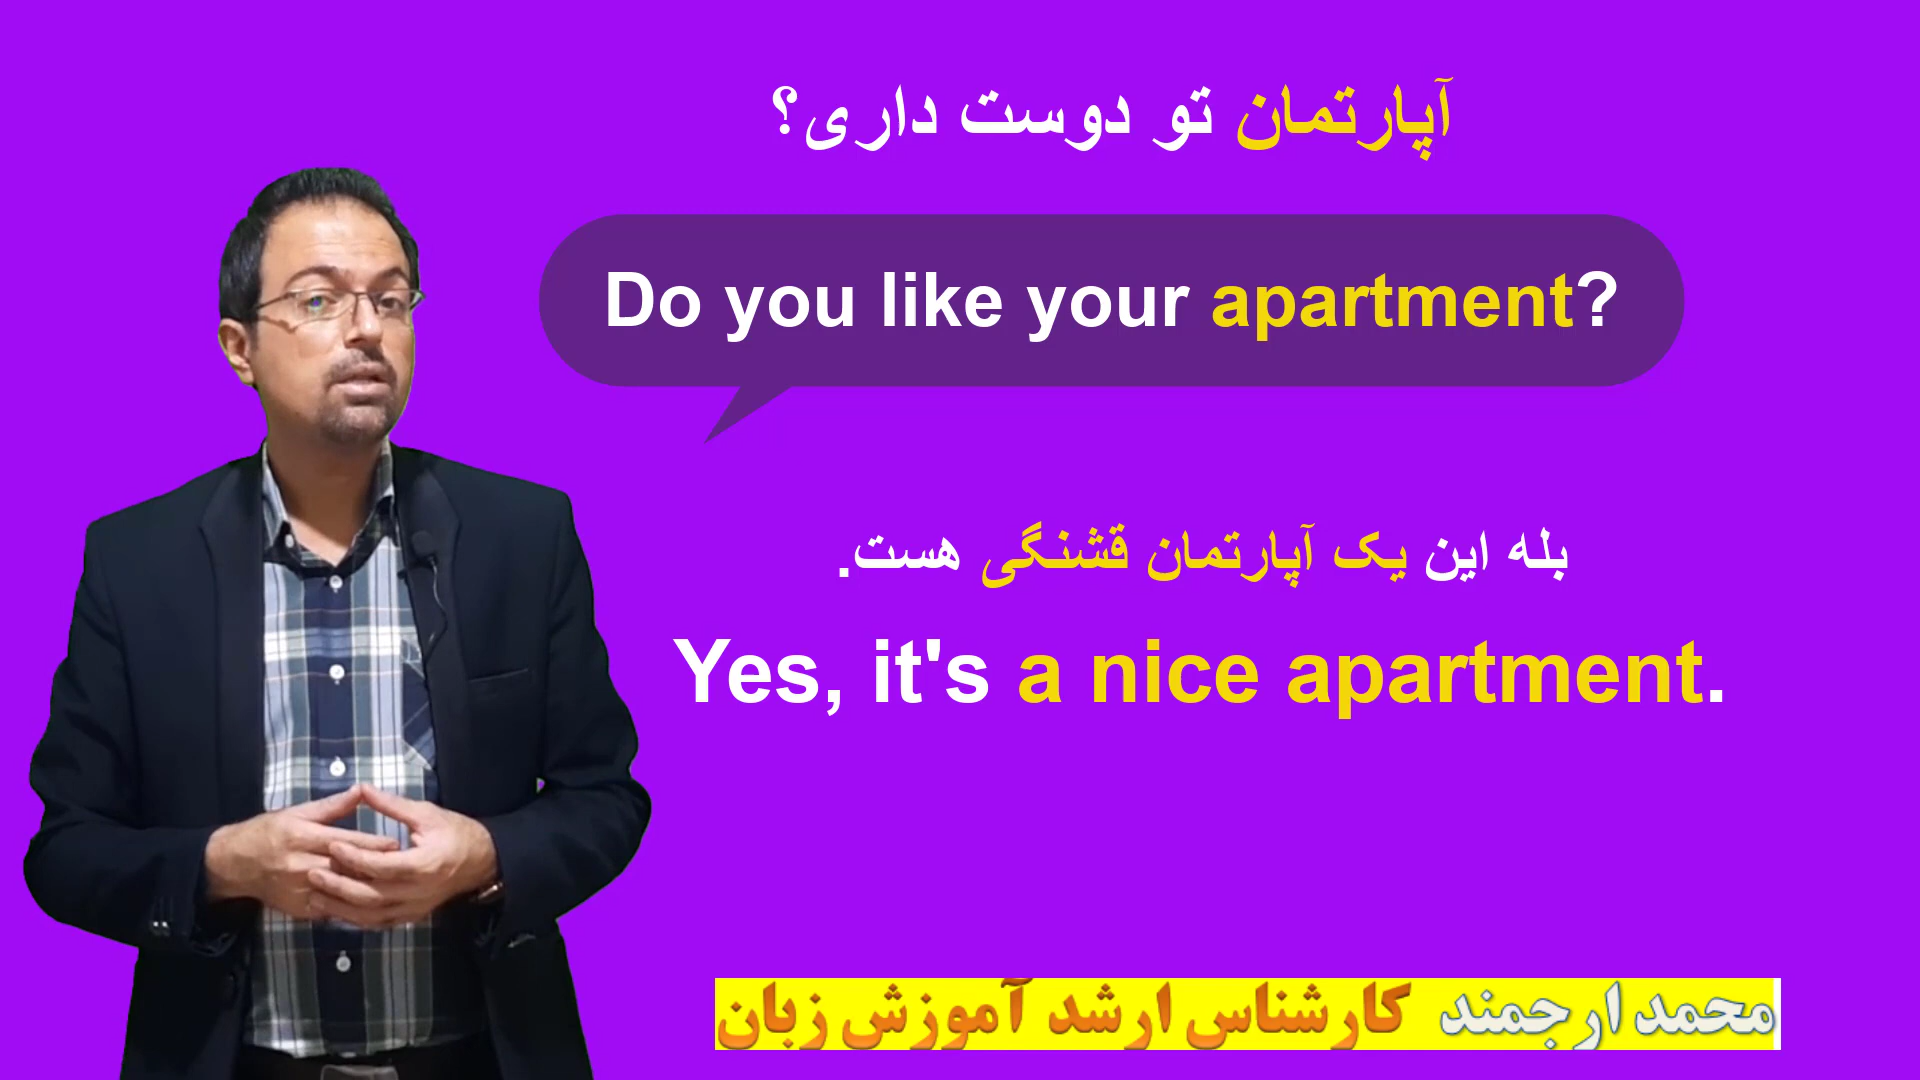 آپارتمان تو دوست داری؟
Do you like your apartment?
بله این یک آپارتمان قشنگی هست.
Yes, it's a nice apartment.
محمد ارجمند کارشناس ارشد آموزش زبان